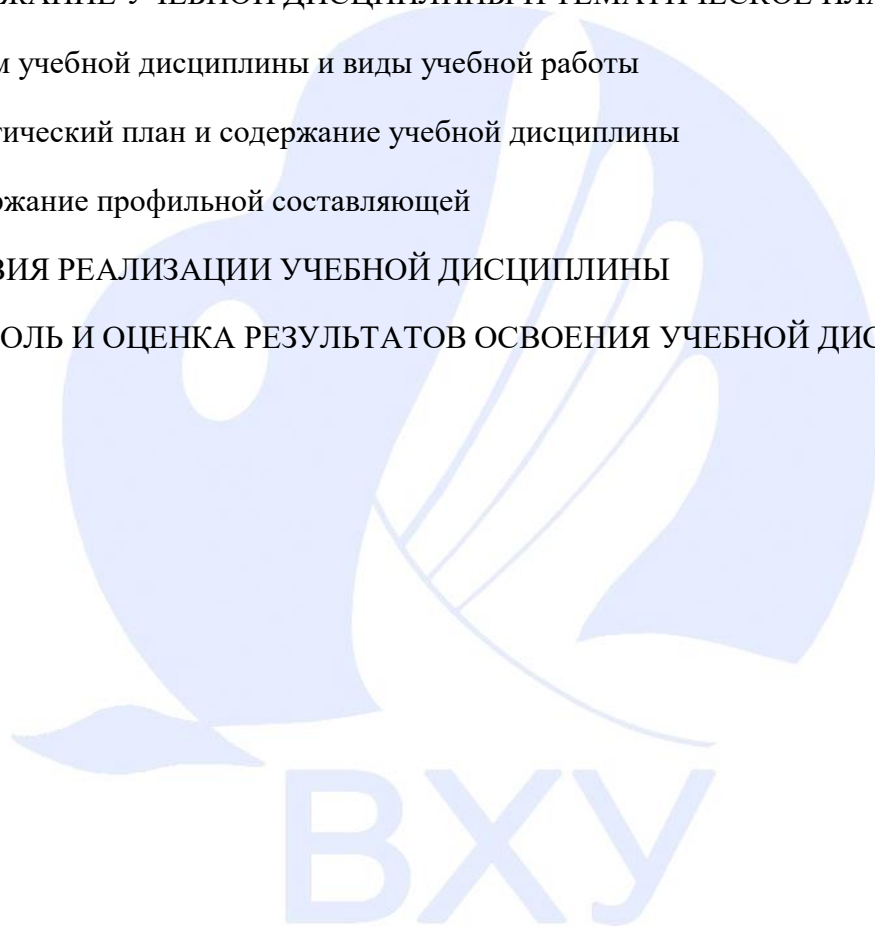 ЖАНИЕ УЧЕБНОЙ ДИСЦИПЛИНЫ И ТЕМАТИЧЕСКОЕ ПЛА
м учебной дисциплины и виды учебной работы
тический план и содержание учебной дисциплины
ржание профильной составляющей
ВИЯ РЕАЛИЗАЦИИ УЧЕБНОЙ ДИСЦИПЛИНЫ
ОЛЬ И ОЦЕНКА РЕЗУЛЬТАТОВ ОСВОЕНИЯ УЧЕБНОЙ ДИС
ВХУ